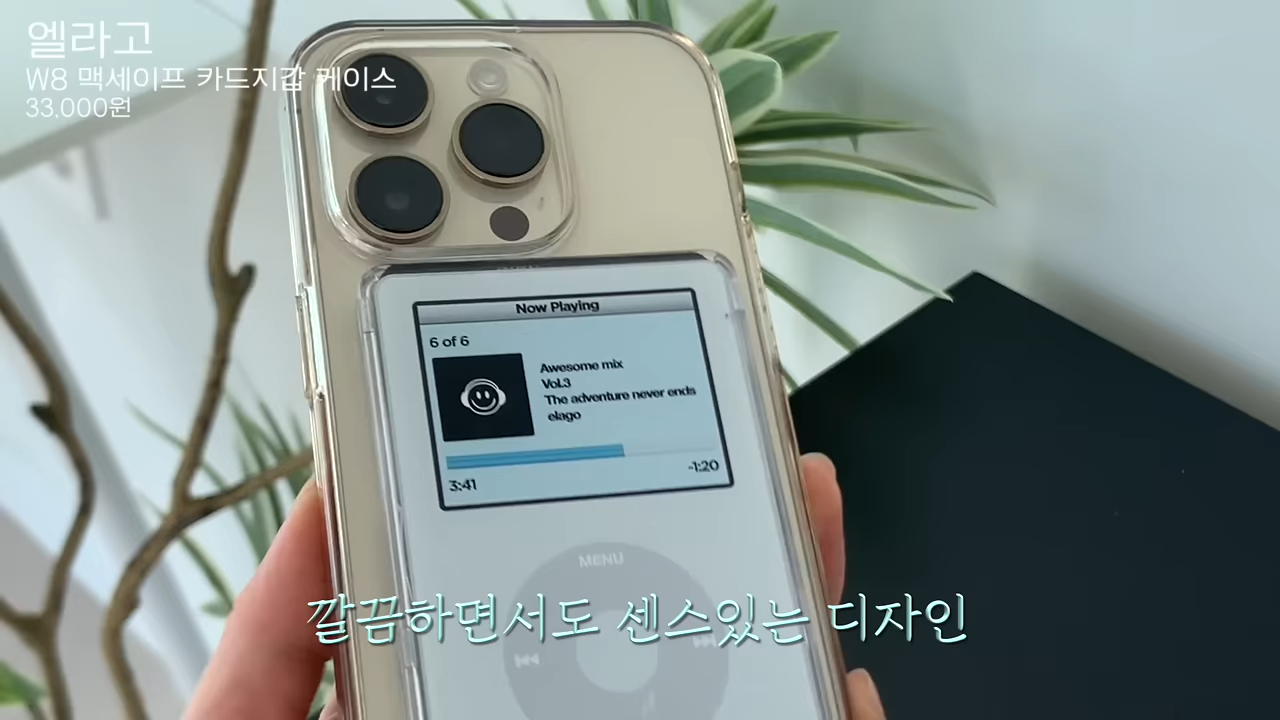 엘라고
W8 맥세이프 카드지갑 케이스
33,000원
Now Playing
6 of 6
Awesome mix
Vol.3
The adventure never ends
elago
3:41
-1:20
MENU
깔끔하면서도 센스있는 디자인